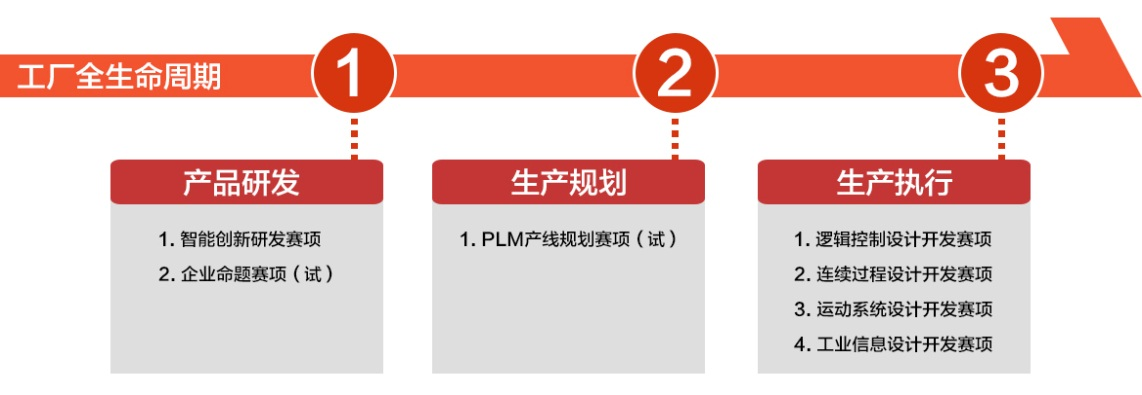 工厂全生命周期
1
2
3
产品研发
1. 智能创新研发赛项
2. 企业命题赛项（试）
生产规划
1. PLM产线规划赛项（试）
生产执行
1. 逻辑控制设计开发赛项
2. 连续过程设计开发赛项
3. 运动系统设计开发赛项
4. 工业信息设计开发赛项